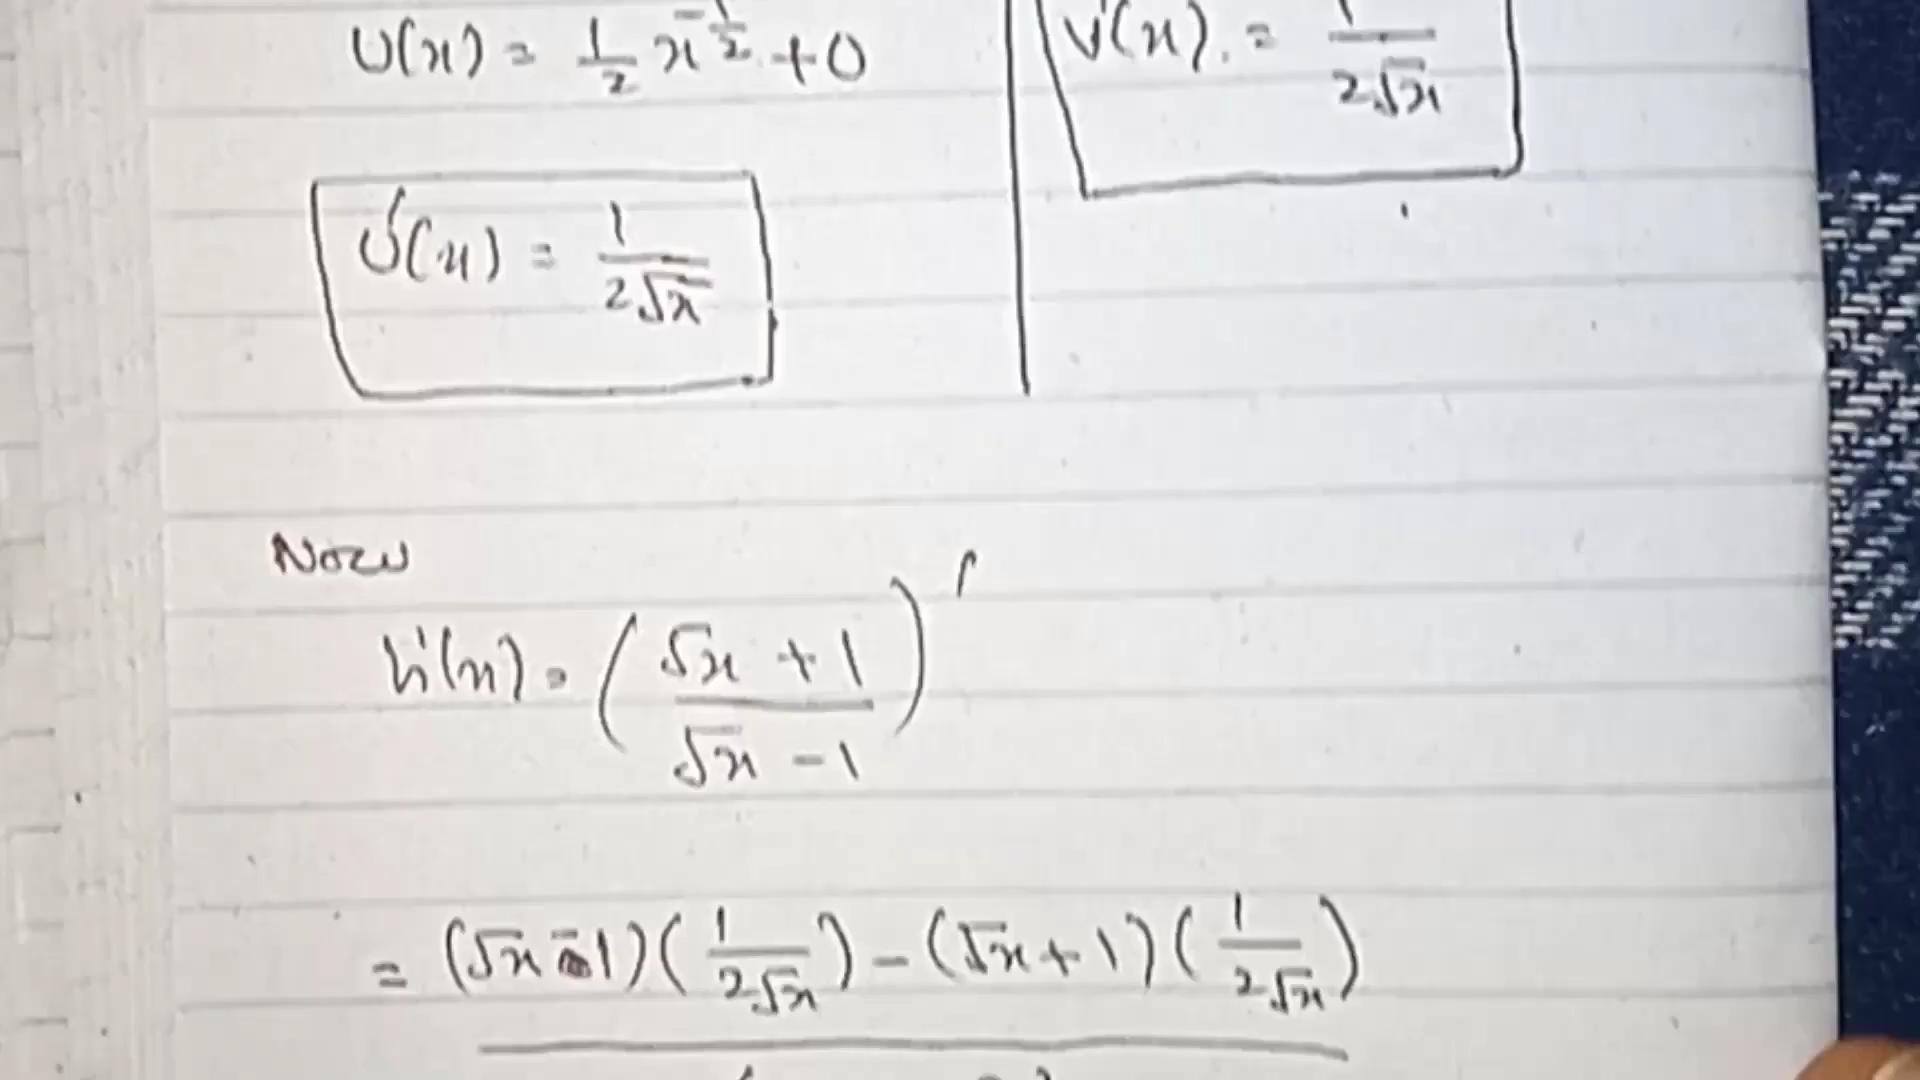 U(x) = 1/2 x^-1/2 + 0
V'(x). = 1/2√x
U'(x) = 1/2√x
Now
h'(x) = ( √x + 1 / √x - 1 )'
= (√x - 1)( 1/2√x ) - (√x + 1)( 1/2√x )